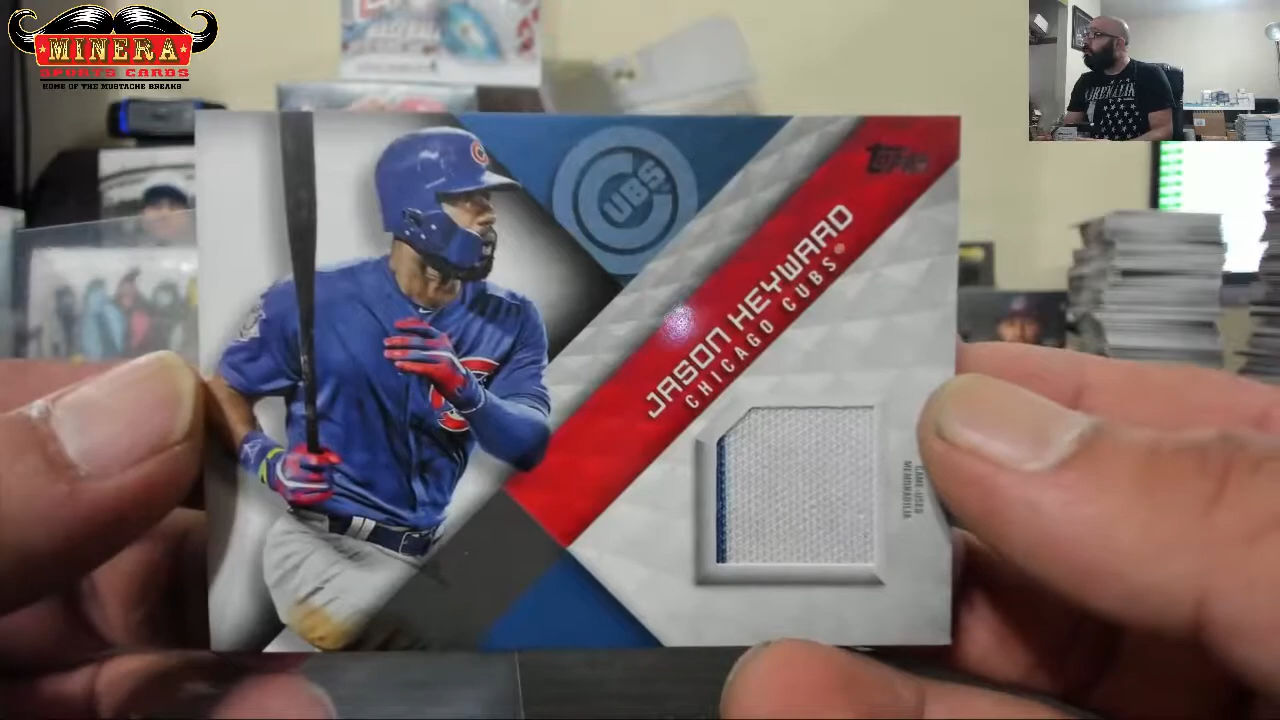 MINERA
SPORTS CARDS
HOME OF THE MUSTACHE BREAKS
CUBS
TOPPS
JASON HEYWARD
CHICAGO CUBS®
GAME-USED
MEMORABILIA